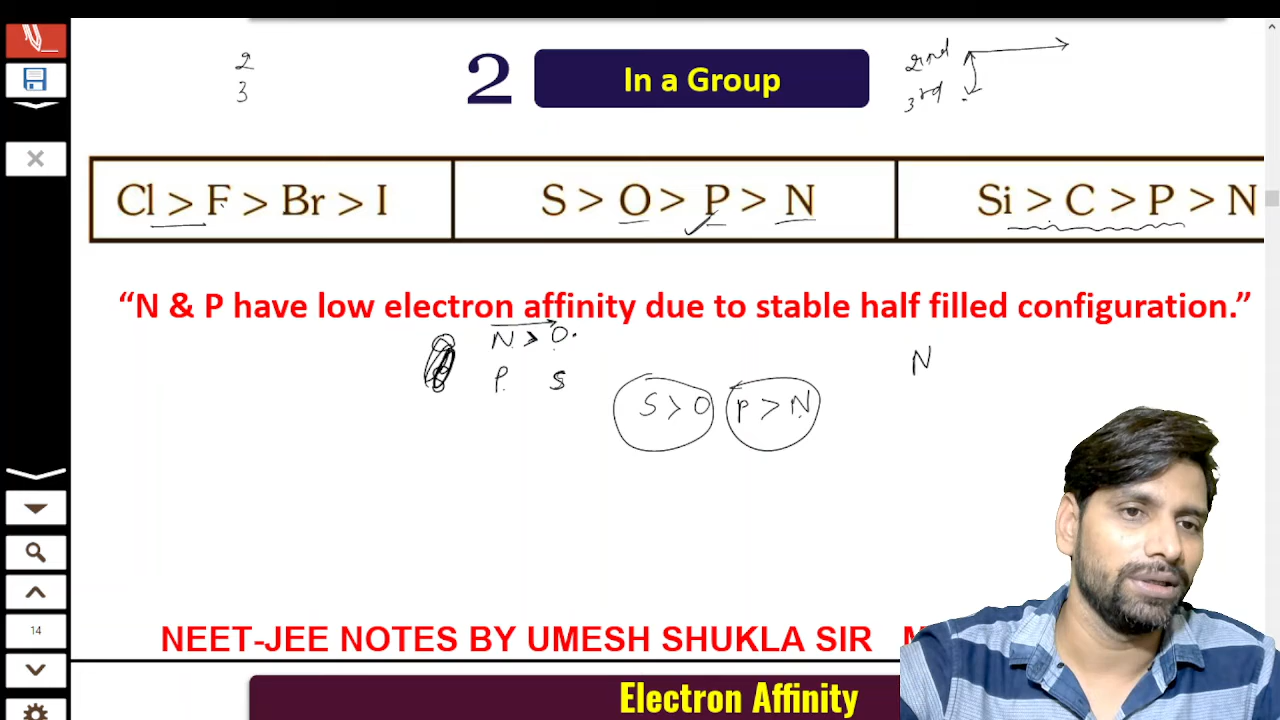 2
3
2
In a Group
2nd
3rd
Cl > F > Br > I
S > O > P > N
Si > C > P > N
“N & P have low electron affinity due to stable half filled configuration.”
N > O
P S
N
S > O
P > N
NEET-JEE NOTES BY UMESH SHUKLA SIR M
14
Electron Affinity